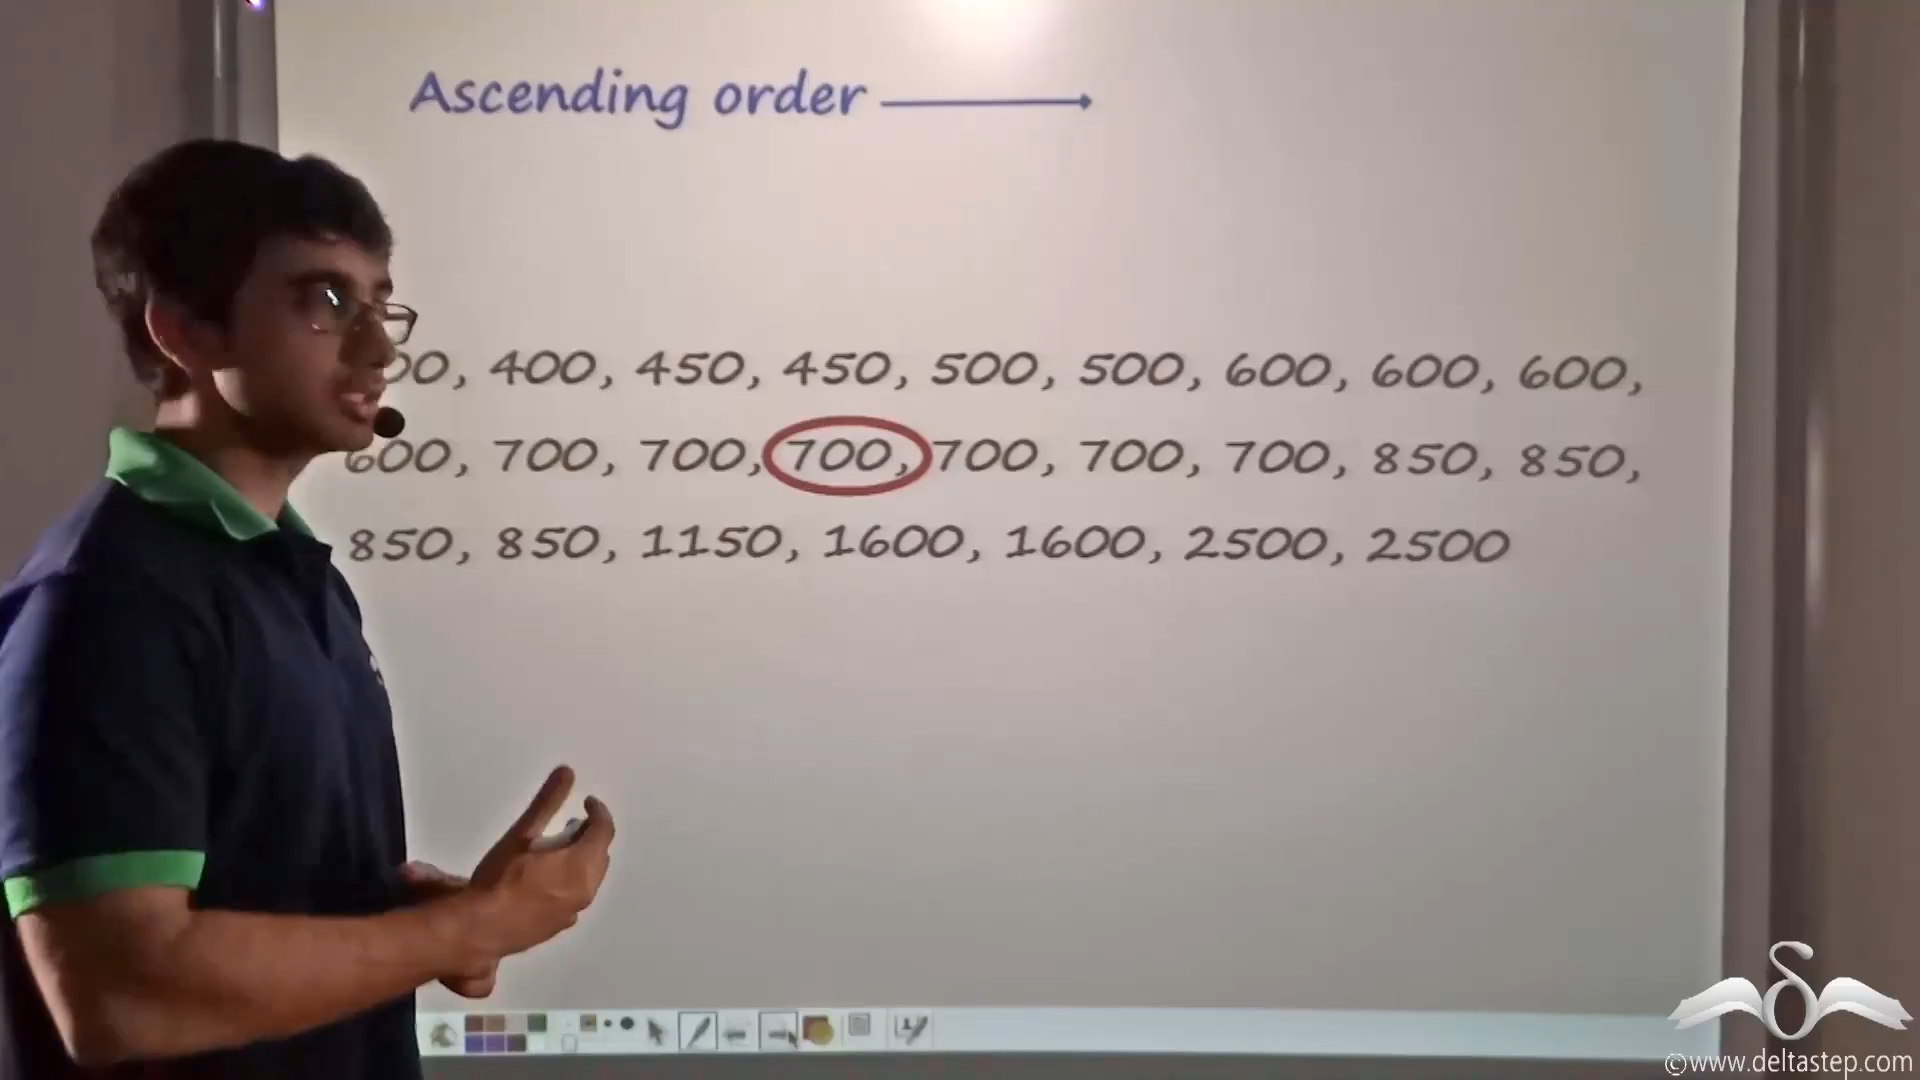 Ascending order
00, 400, 450, 450, 500, 500, 600, 600, 600,
600, 700, 700, 700, 700, 700, 700, 850, 850,
850, 850, 1150, 1600, 1600, 2500, 2500
©www.deltastep.com